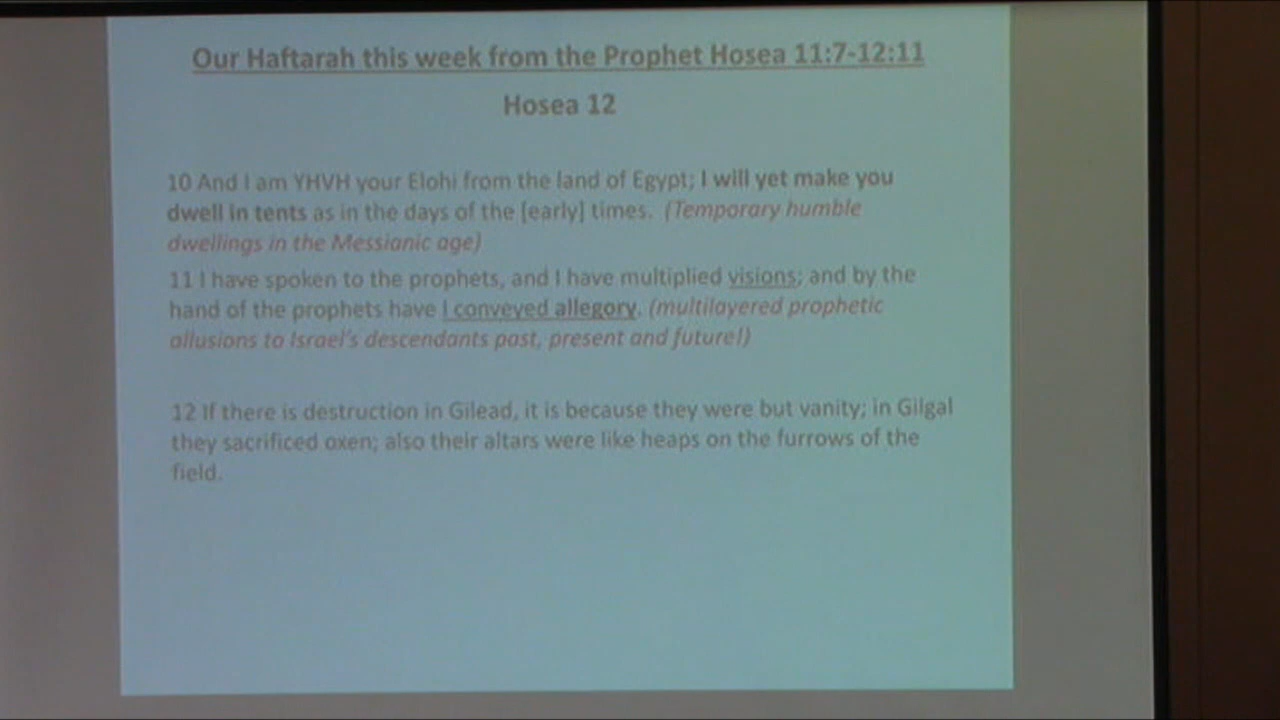 Our Haftarah this week from the Prophet Hosea 11:7-12:11
Hosea 12
10 And I am YHVH your Elohi from the land of Egypt; I will yet make you
dwell in tents as in the days of the [early] times. (Temporary humble
dwellings in the Messianic age)
11 I have spoken to the prophets, and I have multiplied visions; and by the
hand of the prophets have I conveyed allegory. (multilayered prophetic
allusions to Israel's descendants past, present and future!)
12 If there is destruction in Gilead, it is because they were but vanity; in Gilgal
they sacrificed oxen; also their altars were like heaps on the furrows of the
field.